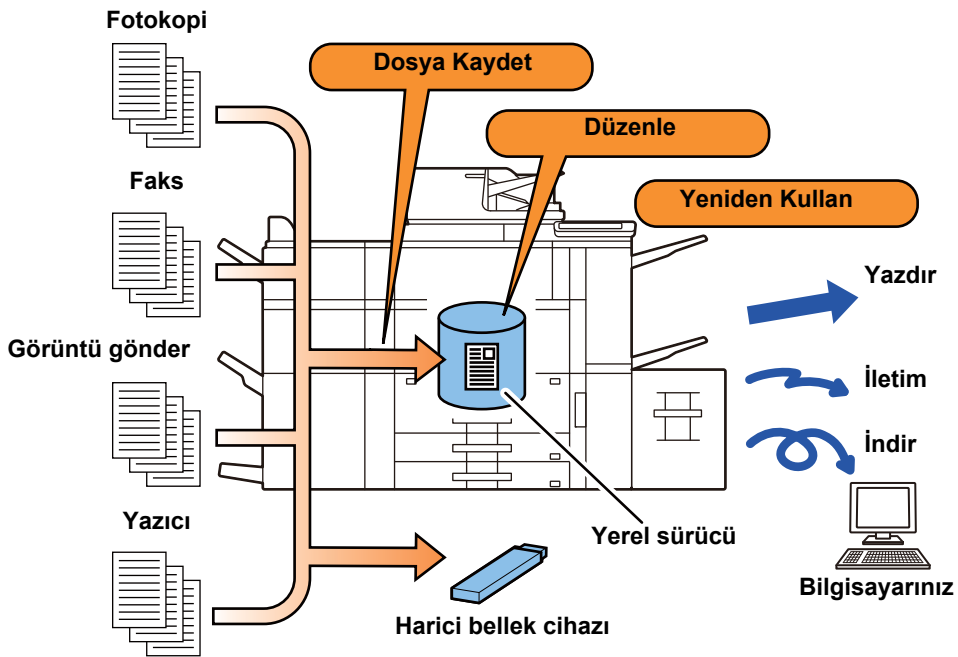 Fotokopi
Dosya Kaydet
Düzenle
Faks
Yeniden Kullan
Yazdır
Görüntü gönder
İletim
İndir
Yazıcı
Yerel sürücü
Bilgisayarınız
Harici bellek cihazı